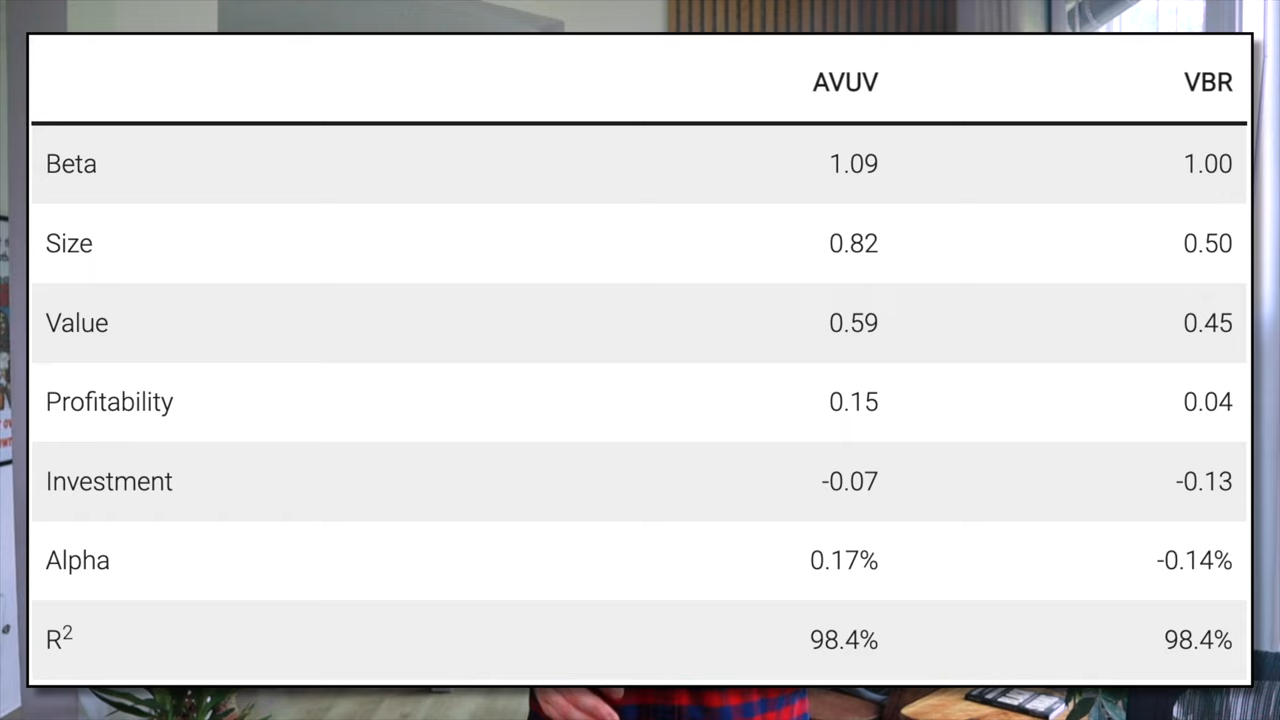 AVUV VBR
Beta 1.09 1.00
Size 0.82 0.50
Value 0.59 0.45
Profitability 0.15 0.04
Investment -0.07 -0.13
Alpha 0.17% -0.14%
R² 98.4% 98.4%